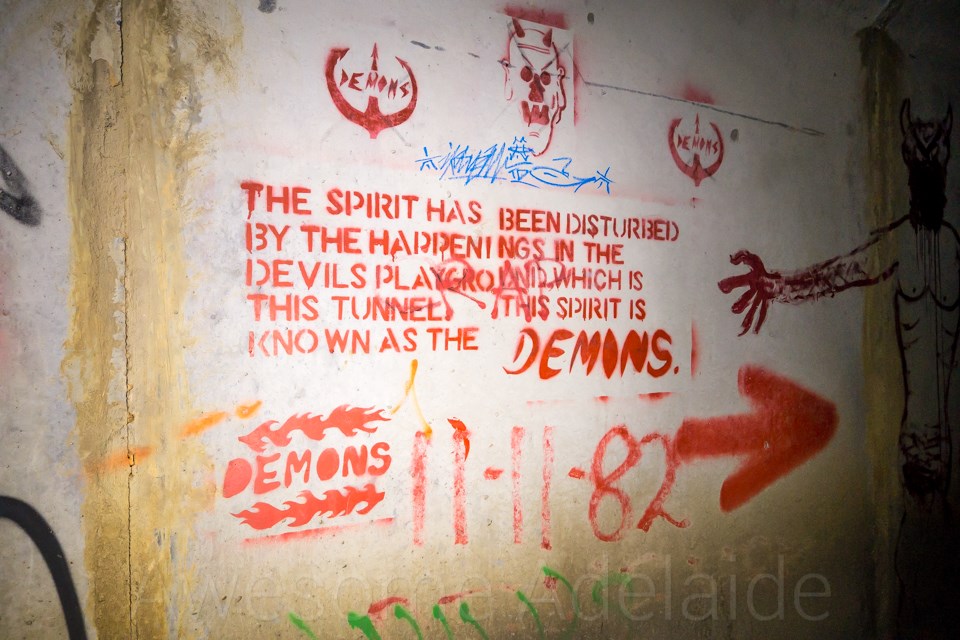 DEMONS
DEMONS
THE SPIRIT HAS BEEN DISTURBED
BY THE HAPPENINGS IN THE
DEVILS PLAYGROUND, WHICH IS
THIS TUNNEL. THIS SPIRIT IS
KNOWN AS THE DEMONS.
DEMONS 11-11-82
Awesome Adelaide